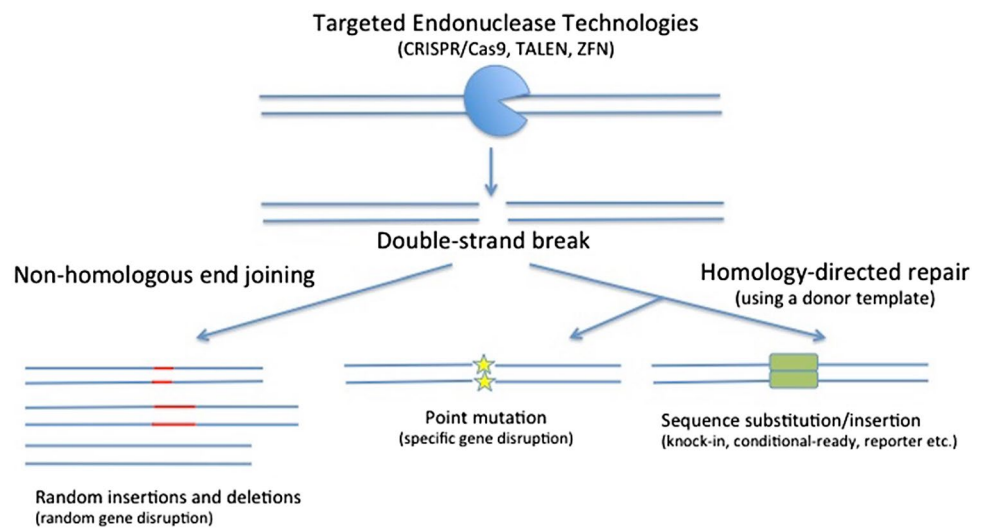 Targeted Endonuclease Technologies
(CRISPR/Cas9, TALEN, ZFN)
Double-strand break
Non-homologous end joining
Homology-directed repair
(using a donor template)
Point mutation
(specific gene disruption)
Sequence substitution/insertion
(knock-in, conditional-ready, reporter etc.)
Random insertions and deletions
(random gene disruption)